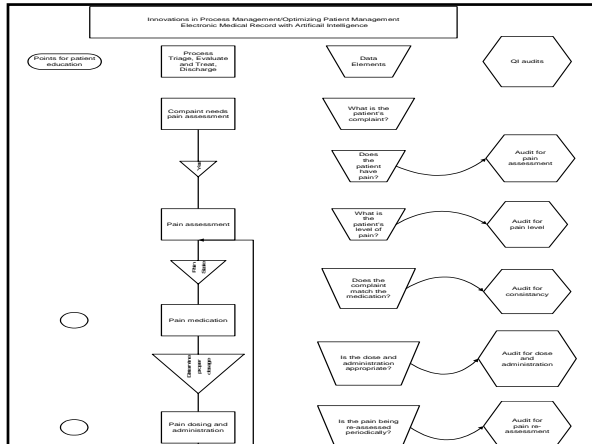 Innovations in Process Management/Optimizing Patient Management
Electronic Medical Record with Artificail Intelligence
Points for patient
education
Process
Triage, Evaluate
and Treat,
Discharge
Data
Elements
QI audits
Compaint needs
pain assessment
What is the
patient's
complaint?
Yes
Does
the
patient
have
pain?
Audit for
pain
assessment
Pain assessment
What is
the
patient's
level of
pain?
Audit for
pain level
Pain
Scale
Does the
complaint
match the
medication?
Audit for
consistancy
Pain medication
Determine
proper
dosage
Is the dose and
administration
appropriate?
Audit for dose
and
administration
Pain dosing and
administration
Is the pain being
re-assessed
periodically?
Audit for
pain re-
assessment